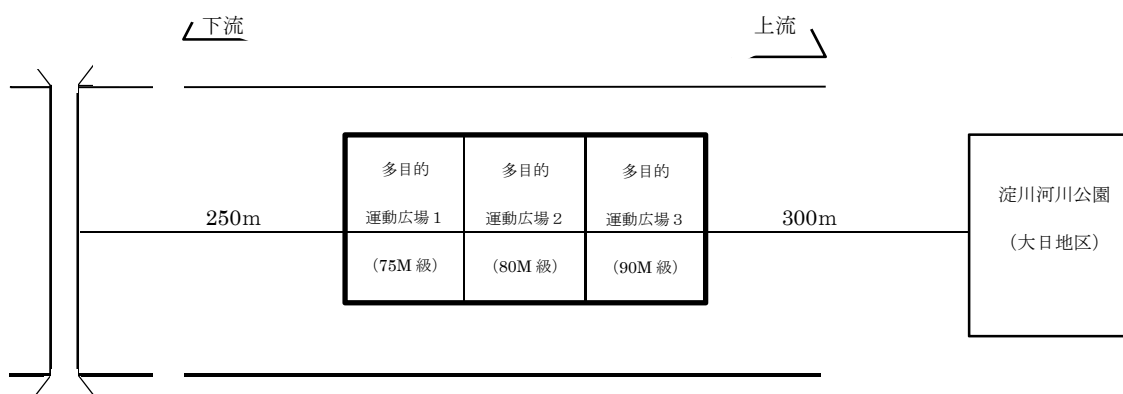 下流
上流
多目的
運動広場1
(75M 級)
多目的
運動広場2
(80M 級)
多目的
運動広場3
(90M 級)
250m
300m
淀川河川公園
(大日地区)